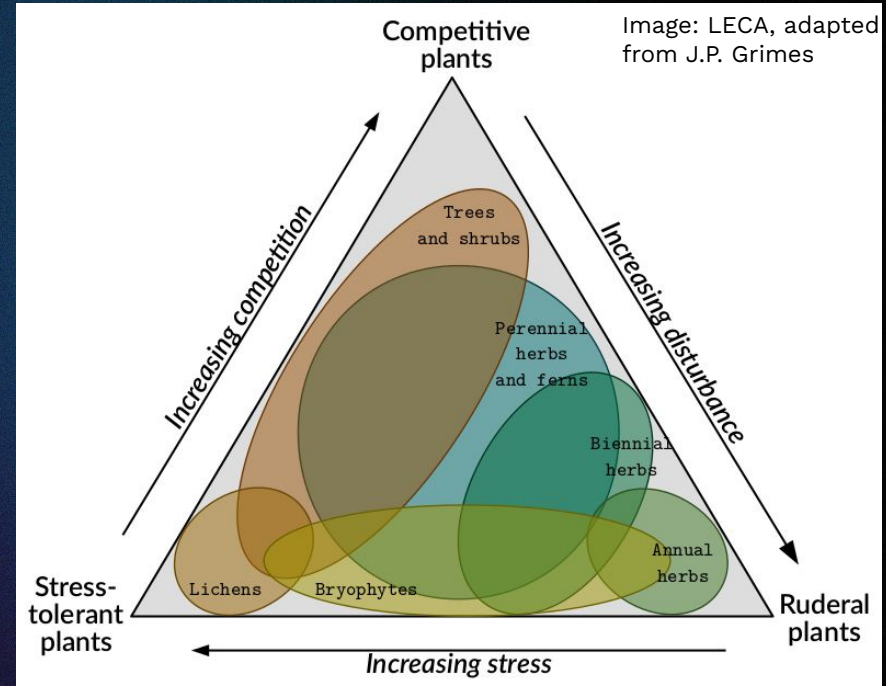 Competitive
plants
Image: LECA, adapted
from J.P. Grimes
Increasing competition
Increasing disturbance
Trees
and shrubs
Perennial
herbs
and ferns
Biennial
herbs
Annual
herbs
Lichens
Bryophytes
Stress-
tolerant
plants
Ruderal
plants
Increasing stress